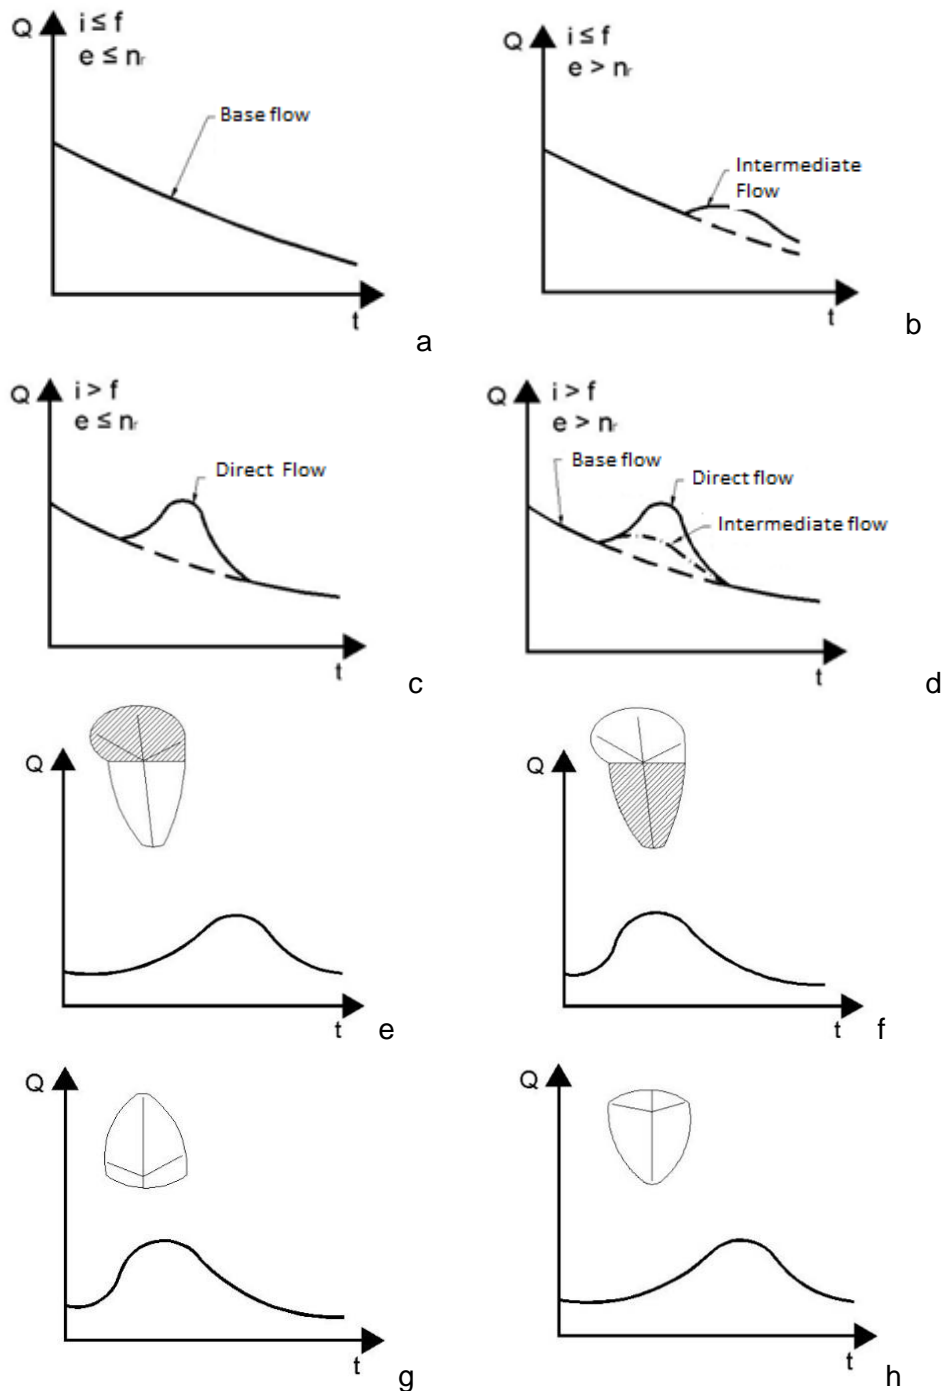 Q i ≤ f
e ≤ nᵣ
Base flow
t
a
Q i ≤ f
e > nᵣ
Intermediate
Flow
t
b
Q i > f
e ≤ nᵣ
Direct Flow
t
c
Q i > f
e > nᵣ
Base flow
Direct flow
Intermediate flow
t
d
Q
t
e
Q
t
f
Q
t
g
Q
t
h